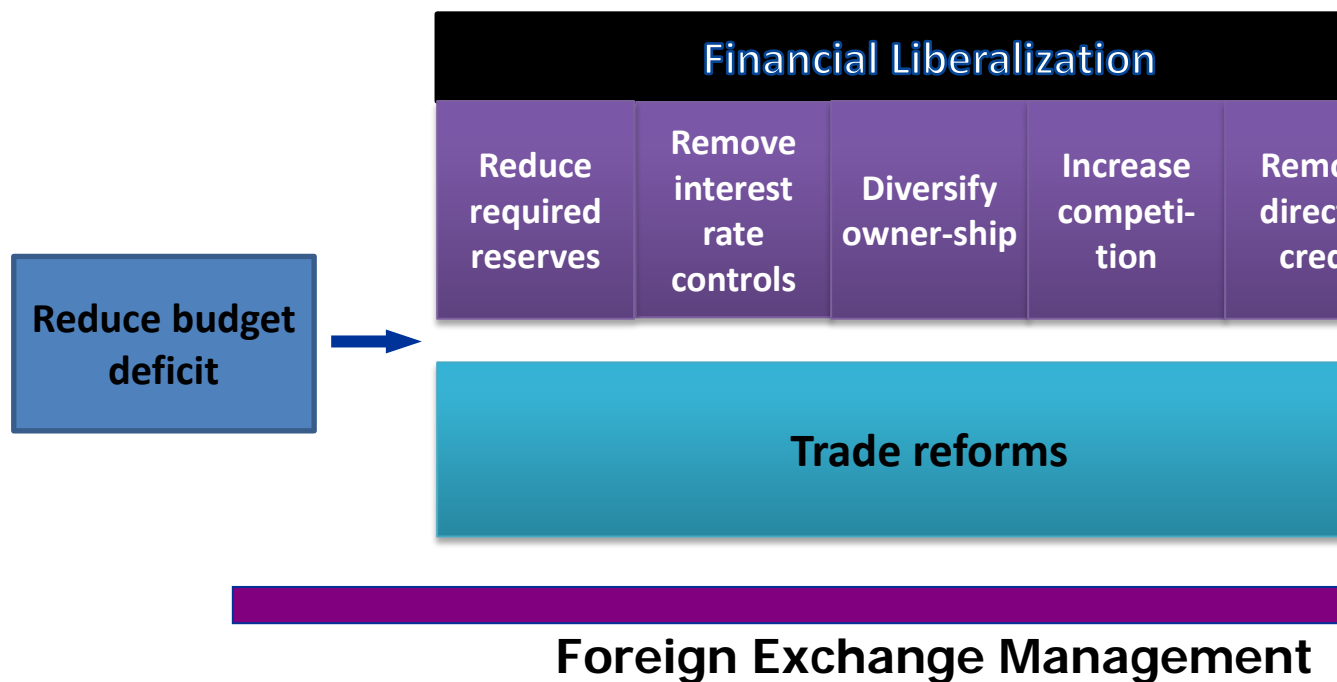 Financial Liberalization
Reduce
required
reserves
Remove
interest
rate
controls
Diversify
owner-ship
Increase
competi-
tion
Reduce budget
deficit
Trade reforms
Foreign Exchange Management